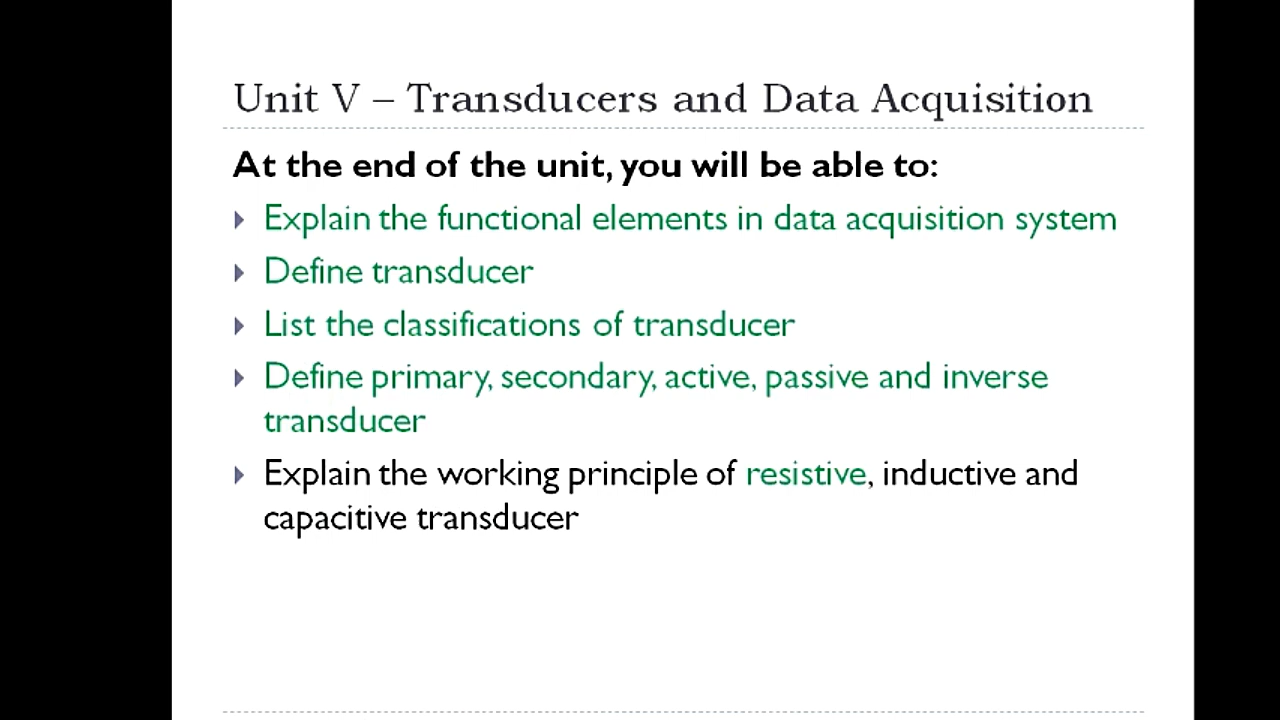 Unit V – Transducers and Data Acquisition
At the end of the unit, you will be able to:
Explain the functional elements in data acquisition system
Define transducer
List the classifications of transducer
Define primary, secondary, active, passive and inverse
transducer
Explain the working principle of resistive, inductive and
capacitive transducer